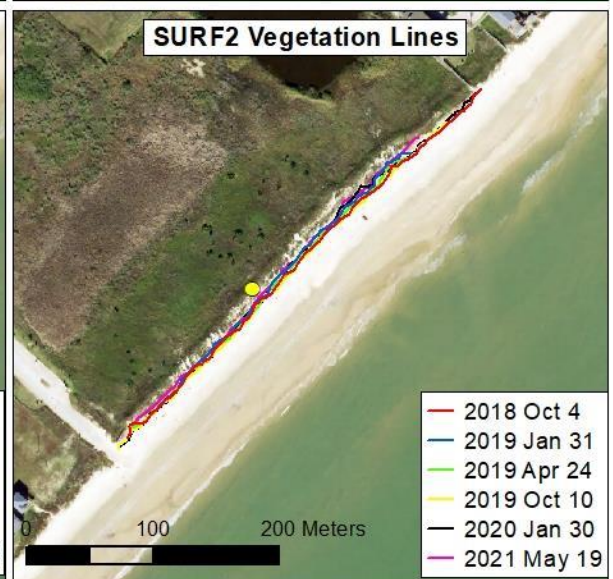 SURF2 Vegetation Lines
2018 Oct 4
2019 Jan 31
2019 Apr 24
2019 Oct 10
2020 Jan 30
2021 May 19
0 100 200 Meters